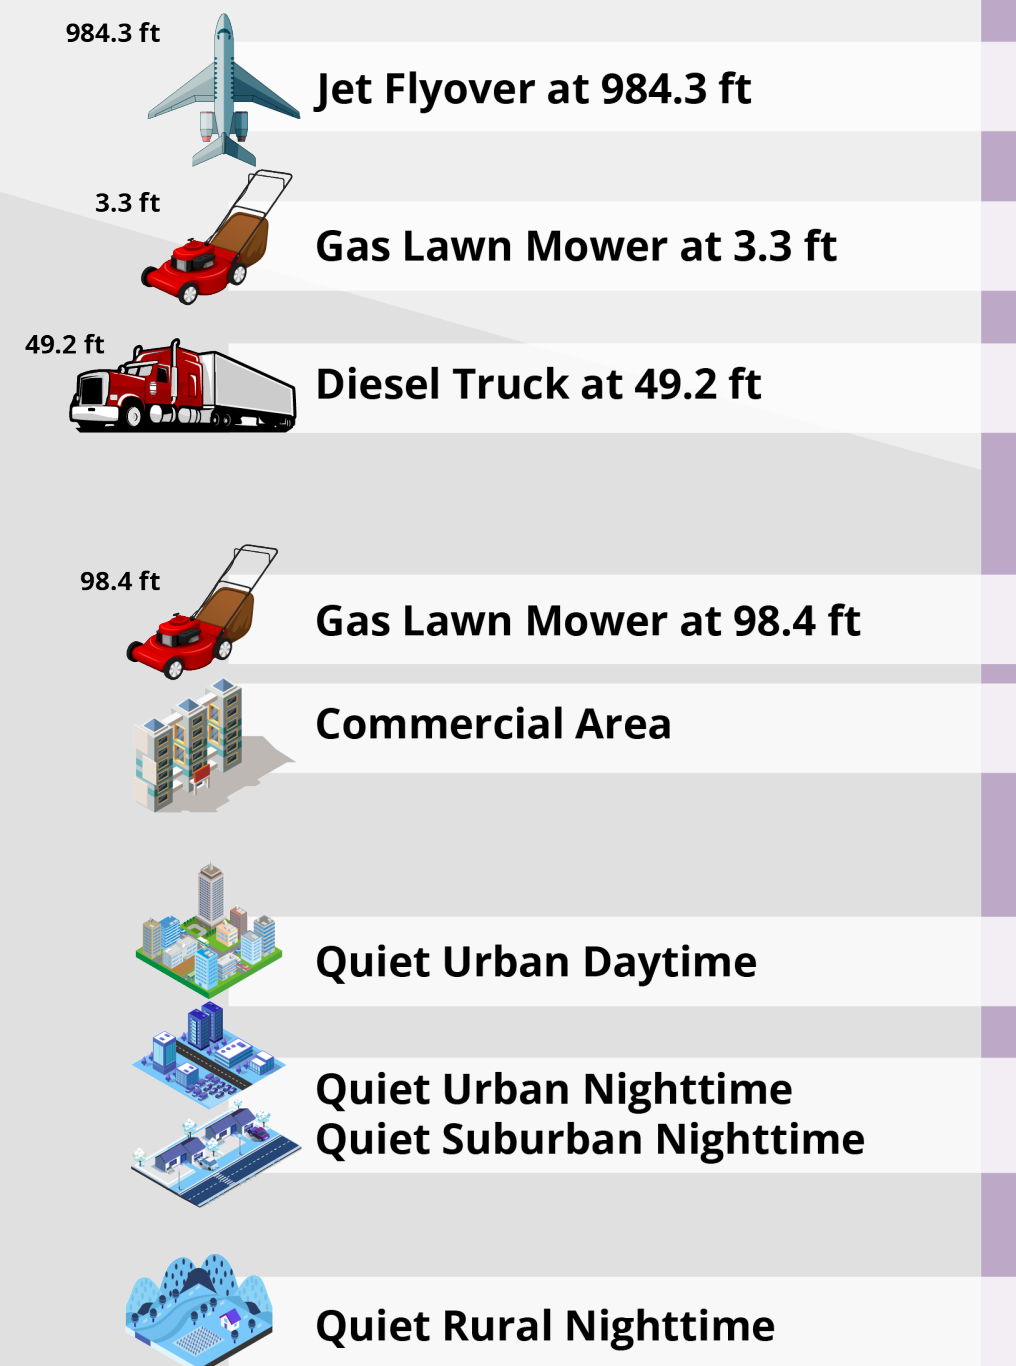 984.3 ft
Jet Flyover at 984.3 ft
3.3 ft
Gas Lawn Mower at 3.3 ft
49.2 ft
Diesel Truck at 49.2 ft
98.4 ft
Gas Lawn Mower at 98.4 ft
Commercial Area
Quiet Urban Daytime
Quiet Urban Nighttime
Quiet Suburban Nighttime
Quiet Rural Nighttime